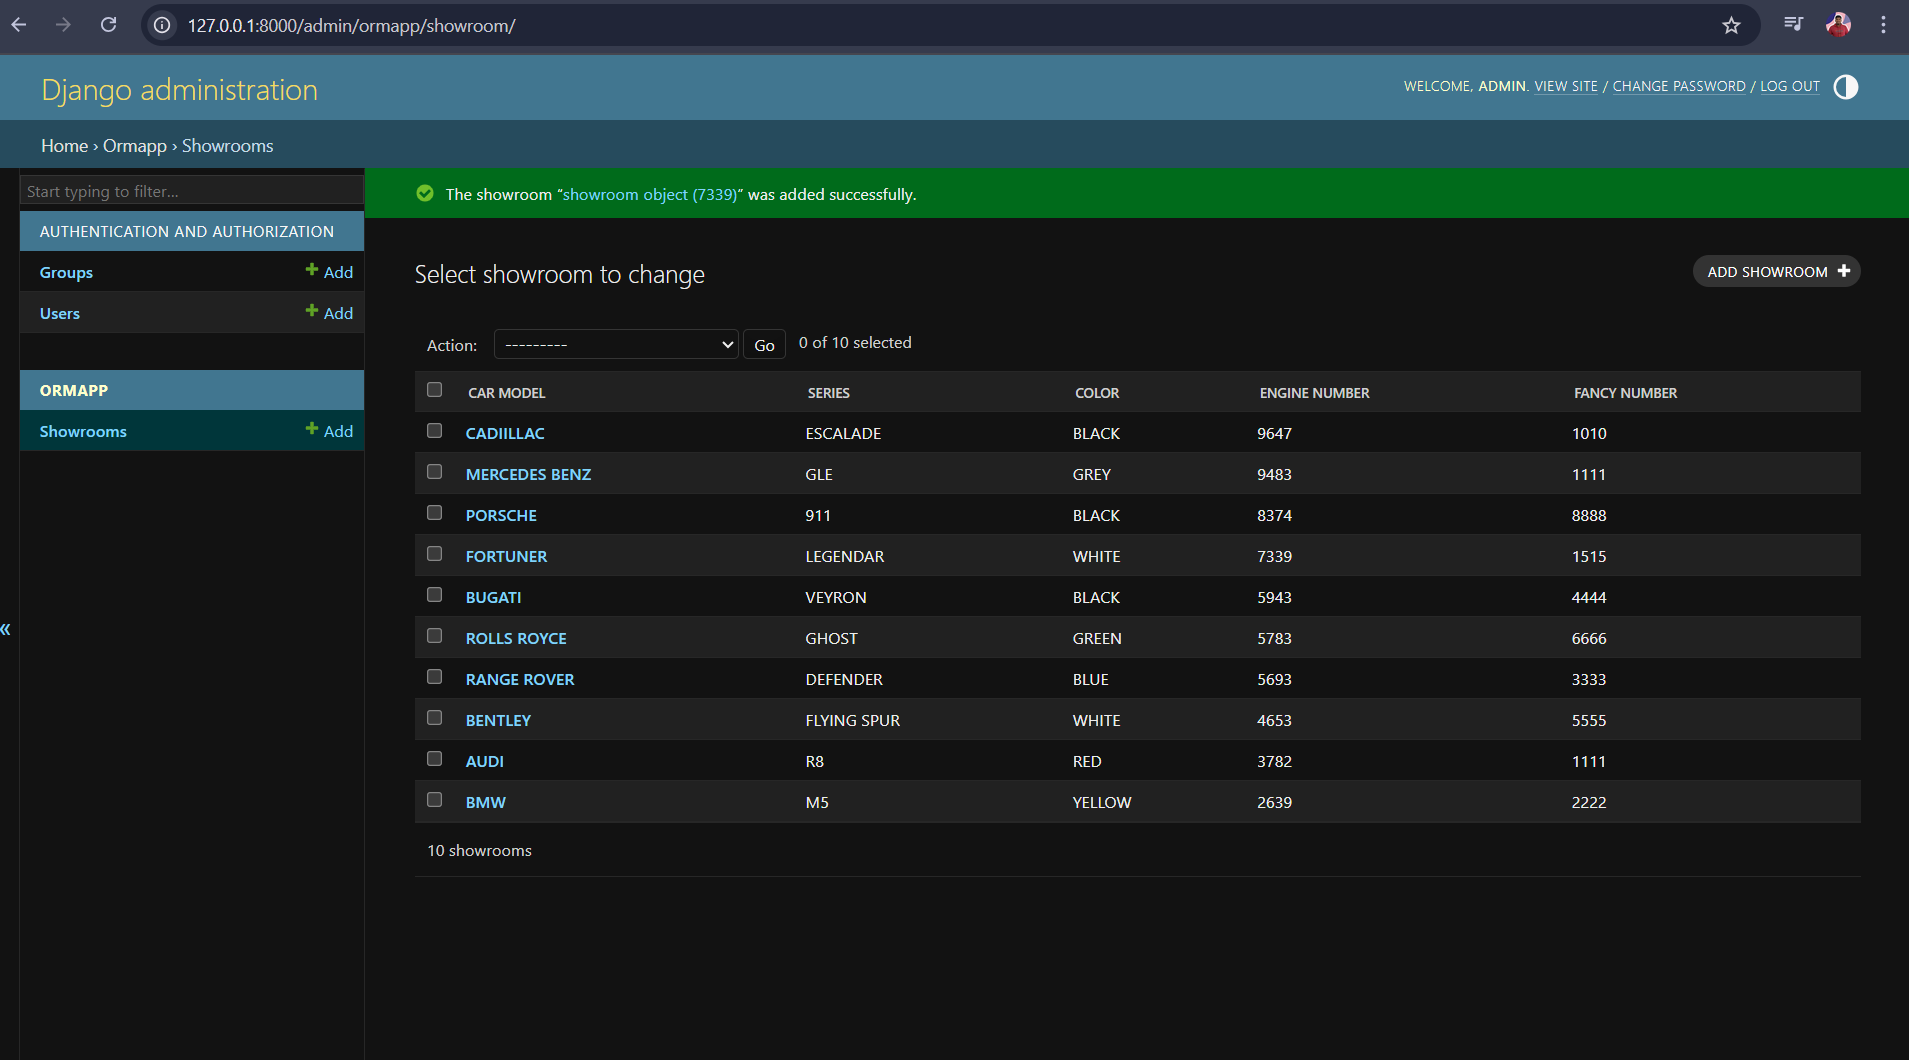 127.0.0.1:8000/admin/ormapp/showroom/
Django administration
WELCOME, ADMIN. VIEW SITE / CHANGE PASSWORD / LOG OUT
Home › Ormapp › Showrooms
Start typing to filter...
AUTHENTICATION AND AUTHORIZATION
Groups + Add
Users + Add
ORMAPP
Showrooms + Add
«
The showroom “showroom object (7339)” was added successfully.
Select showroom to change
ADD SHOWROOM +
Action: --------- Go 0 of 10 selected
CAR MODEL SERIES COLOR ENGINE NUMBER FANCY NUMBER
CADIILLAC ESCALADE BLACK 9647 1010
MERCEDES BENZ GLE GREY 9483 1111
PORSCHE 911 BLACK 8374 8888
FORTUNER LEGENDAR WHITE 7339 1515
BUGATI VEYRON BLACK 5943 4444
ROLLS ROYCE GHOST GREEN 5783 6666
RANGE ROVER DEFENDER BLUE 5693 3333
BENTLEY FLYING SPUR WHITE 4653 5555
AUDI R8 RED 3782 1111
BMW M5 YELLOW 2639 2222
10 showrooms